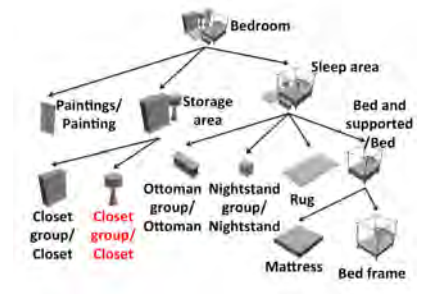 Bedroom
Sleep area
Paintings/
Painting
Storage
area
Bed and
supported
/Bed
Closet
group/
Closet
Closet
group/
Closet
Ottoman
group/
Ottoman
Nightstand
group/
Nightstand
Rug
Mattress
Bed frame